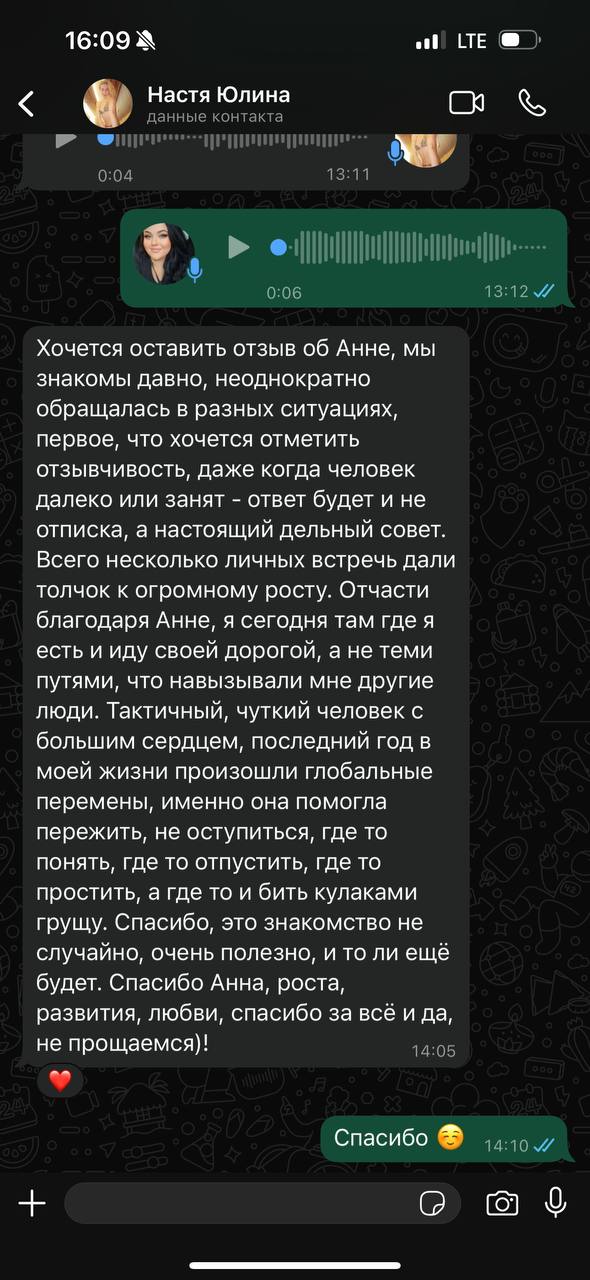 16:09
LTE
Настя Юлина
данные контакта
0:04
13:11
0:06
13:12
Хочется оставить отзыв об Анне, мы
знакомы давно, неоднократно
обращалась в разных ситуациях,
первое, что хочется отметить
отзывчивость, даже когда человек
далеко или занят - ответ будет и не
отписка, а настоящий дельный совет.
Всего несколько личных встречь дали
толчок к огромному росту. Отчасти
благодаря Анне, я сегодня там где я
есть и иду своей дорогой, а не теми
путями, что навызывали мне другие
люди. Тактичный, чуткий человек с
большим сердцем, последний год в
моей жизни произошли глобальные
перемены, именно она помогла
пережить, не оступиться, где то
понять, где то отпустить, где то
простить, а где то и бить кулаками
грущу. Спасибо, это знакомство не
случайно, очень полезно, и то ли ещё
будет. Спасибо Анна, роста,
развития, любви, спасибо за всё и да,
не прощаемся)!
14:05
❤️
Спасибо ☺️
14:10